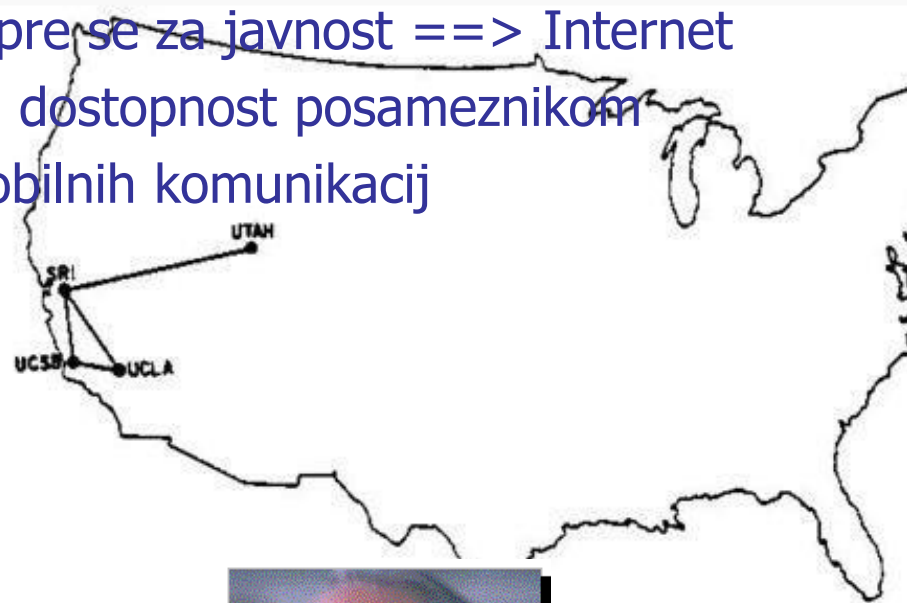 pre se za javnost ==> Internet
dostopnost posameznikom
obilnih komunikacij
UTAH
SRI
UCSB
UCLA